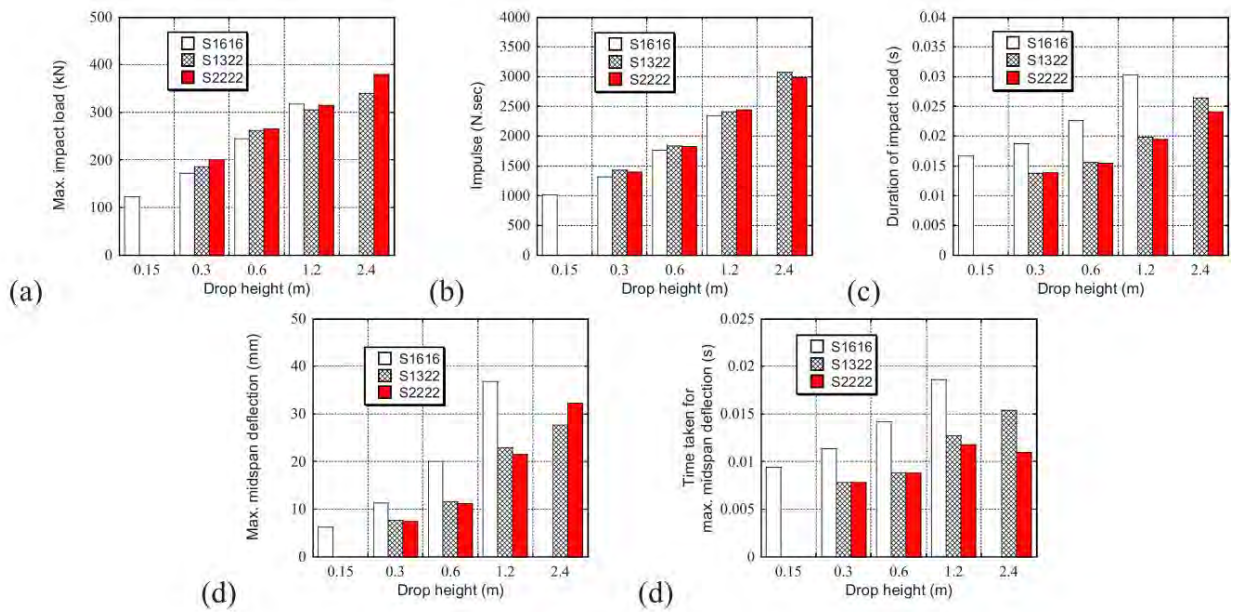 Max. impact load (kN)
500
400
300
200
100
0
S1616
S1322
S2222
0.15 0.3 0.6 1.2 2.4
Drop height (m)
(a)
Impulse (N.sec)
4000
3500
3000
2500
2000
1500
1000
500
0
S1616
S1322
S2222
0.15 0.3 0.6 1.2 2.4
Drop height (m)
(b)
Duration of impact load (s)
0.04
0.035
0.03
0.025
0.02
0.015
0.01
0.005
0
S1616
S1322
S2222
0.15 0.3 0.6 1.2 2.4
Drop height (m)
(c)
Max. midspan deflection (mm)
50
40
30
20
10
0
S1616
S1322
S2222
0.15 0.3 0.6 1.2 2.4
Drop height (m)
(d)
Time taken for
max. midspan deflection (s)
0.025
0.02
0.015
0.01
0.005
0
S1616
S1322
S2222
0.15 0.3 0.6 1.2 2.4
Drop height (m)
(d)